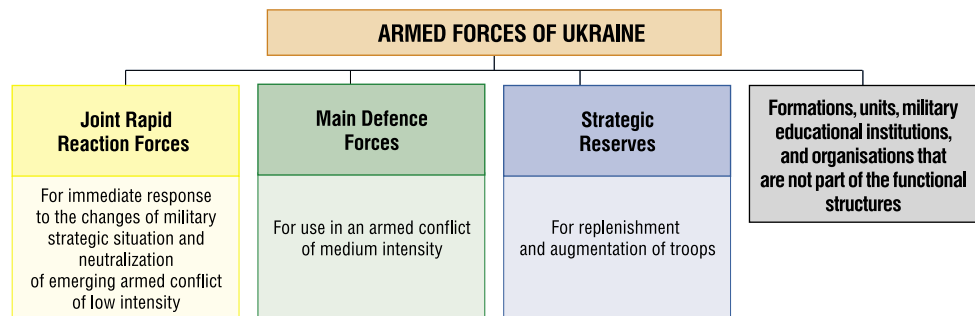 ARMED FORCES OF UKRAINE
Joint Rapid
Reaction Forces
For immediate response
to the changes of military
strategic situation and
neutralization
of emerging armed conflict
of low intensity
Main Defence
Forces
For use in an armed conflict
of medium intensity
Strategic
Reserves
For replenishment
and augmentation of troops
Formations, units, military
educational institutions,
and organisations that
are not part of the functional
structures